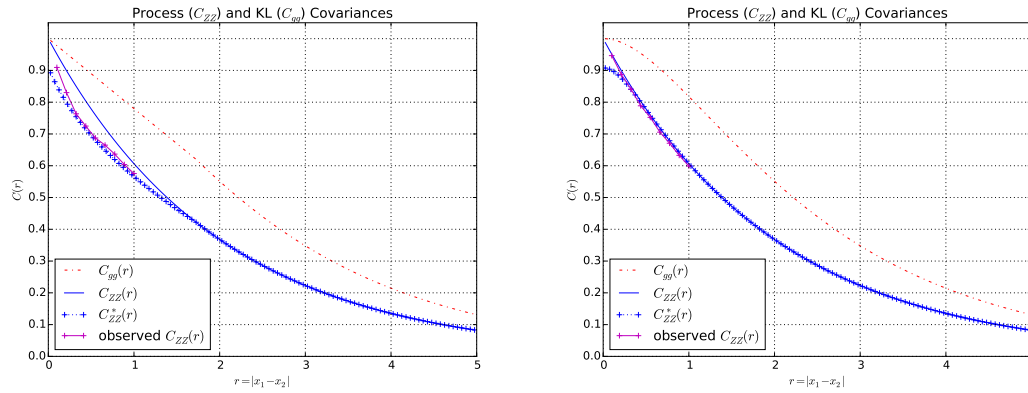 Process (C_ZZ) and KL (C_gg) Covariances
C(r)
0.9
0.8
0.7
0.6
0.5
0.4
0.3
0.2
0.1
0.0
C_gg(r)
C_ZZ(r)
C*_ZZ(r)
observed C_ZZ(r)
0 1 2 3 4 5
r=|x_1−x_2|
Process (C_ZZ) and KL (C_gg) Covariances
C(r)
0.9
0.8
0.7
0.6
0.5
0.4
0.3
0.2
0.1
0.0
C_gg(r)
C_ZZ(r)
C*_ZZ(r)
observed C_ZZ(r)
0 1 2 3 4
r=|x_1−x_2|